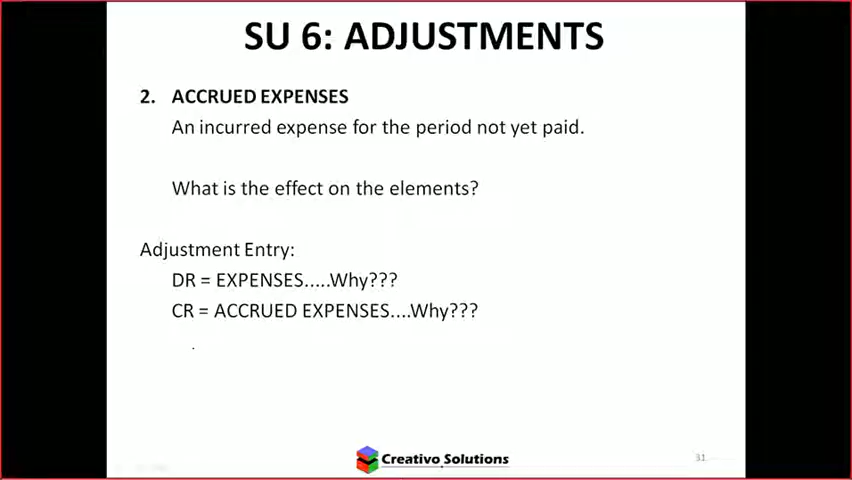 SU 6: ADJUSTMENTS
2. ACCRUED EXPENSES
An incurred expense for the period not yet paid.
What is the effect on the elements?
Adjustment Entry:
DR = EXPENSES.....Why???
CR = ACCRUED EXPENSES....Why???
Creativo Solutions
31